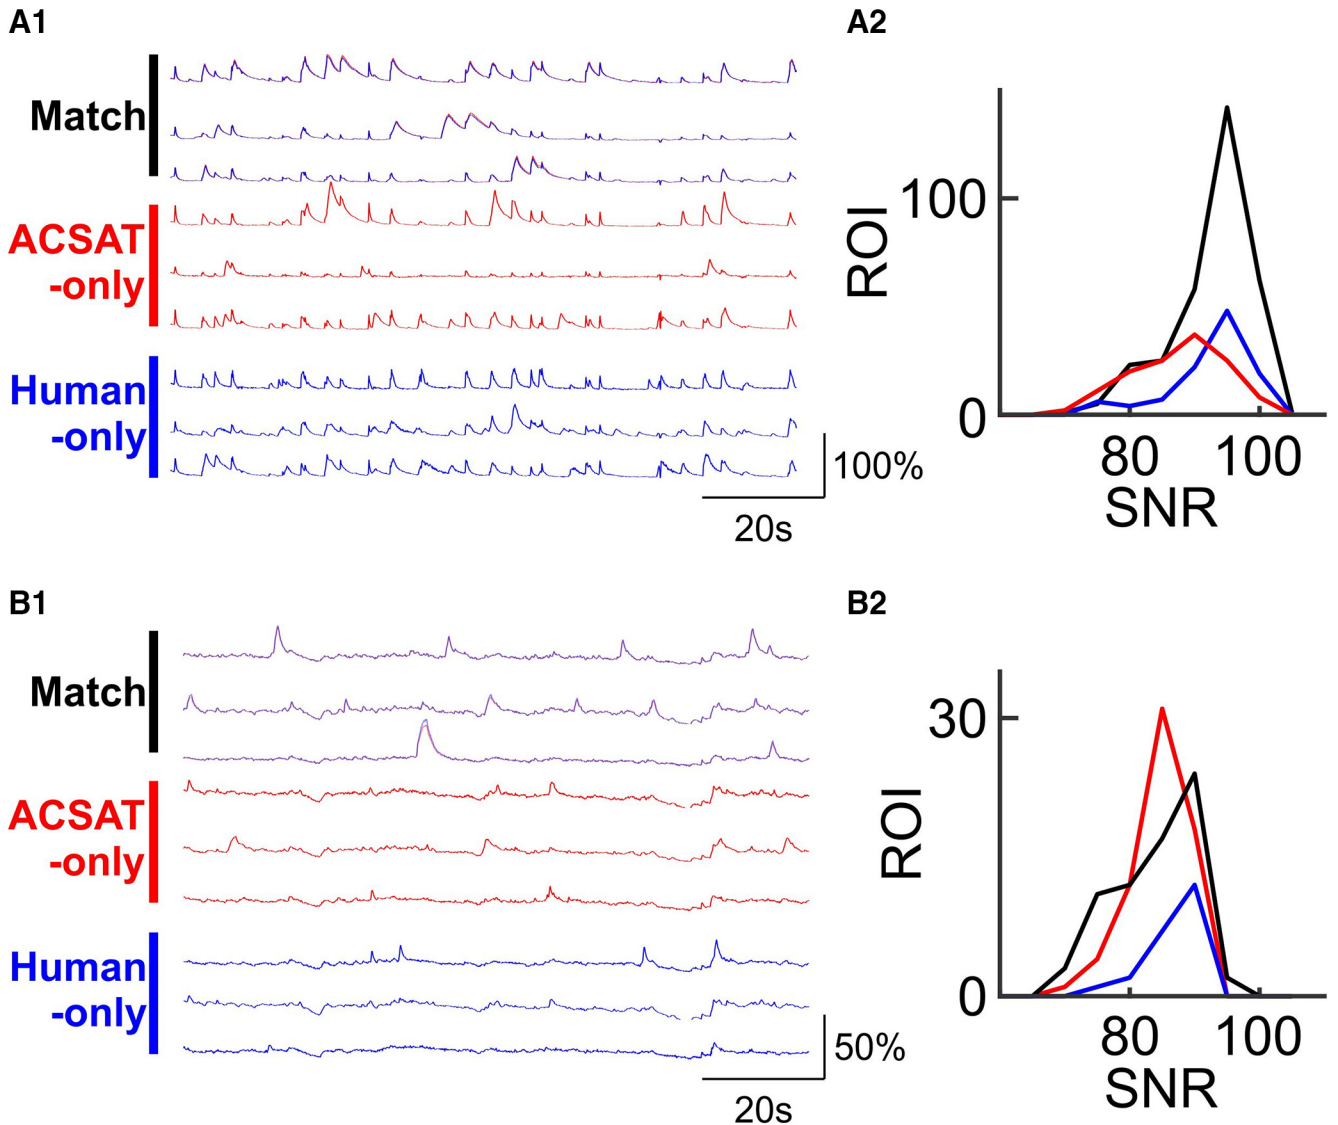 A1
Match
ACSAT
-only
Human
-only
100%
20s
A2
ROI
100
0
80
100
SNR
B1
Match
ACSAT
-only
Human
-only
50%
20s
B2
ROI
30
0
80
100
SNR